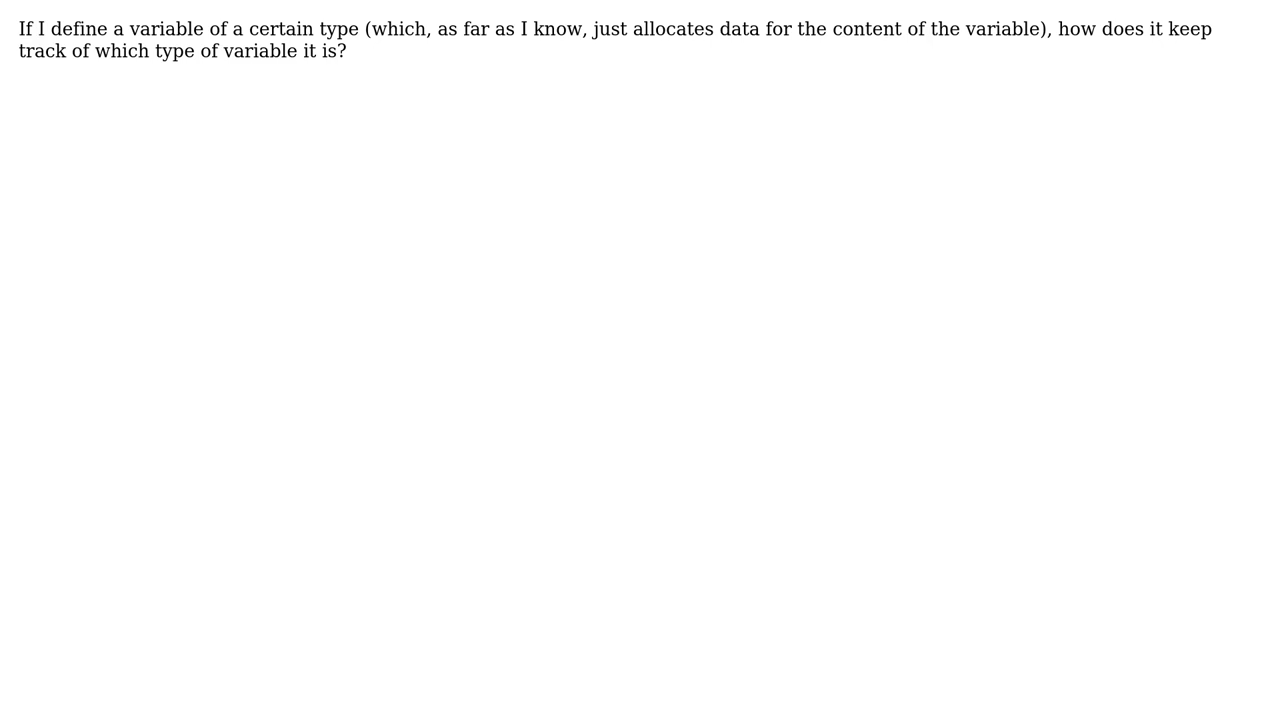 If I define a variable of a certain type (which, as far as I know, just allocates data for the content of the variable), how does it keep
track of which type of variable it is?